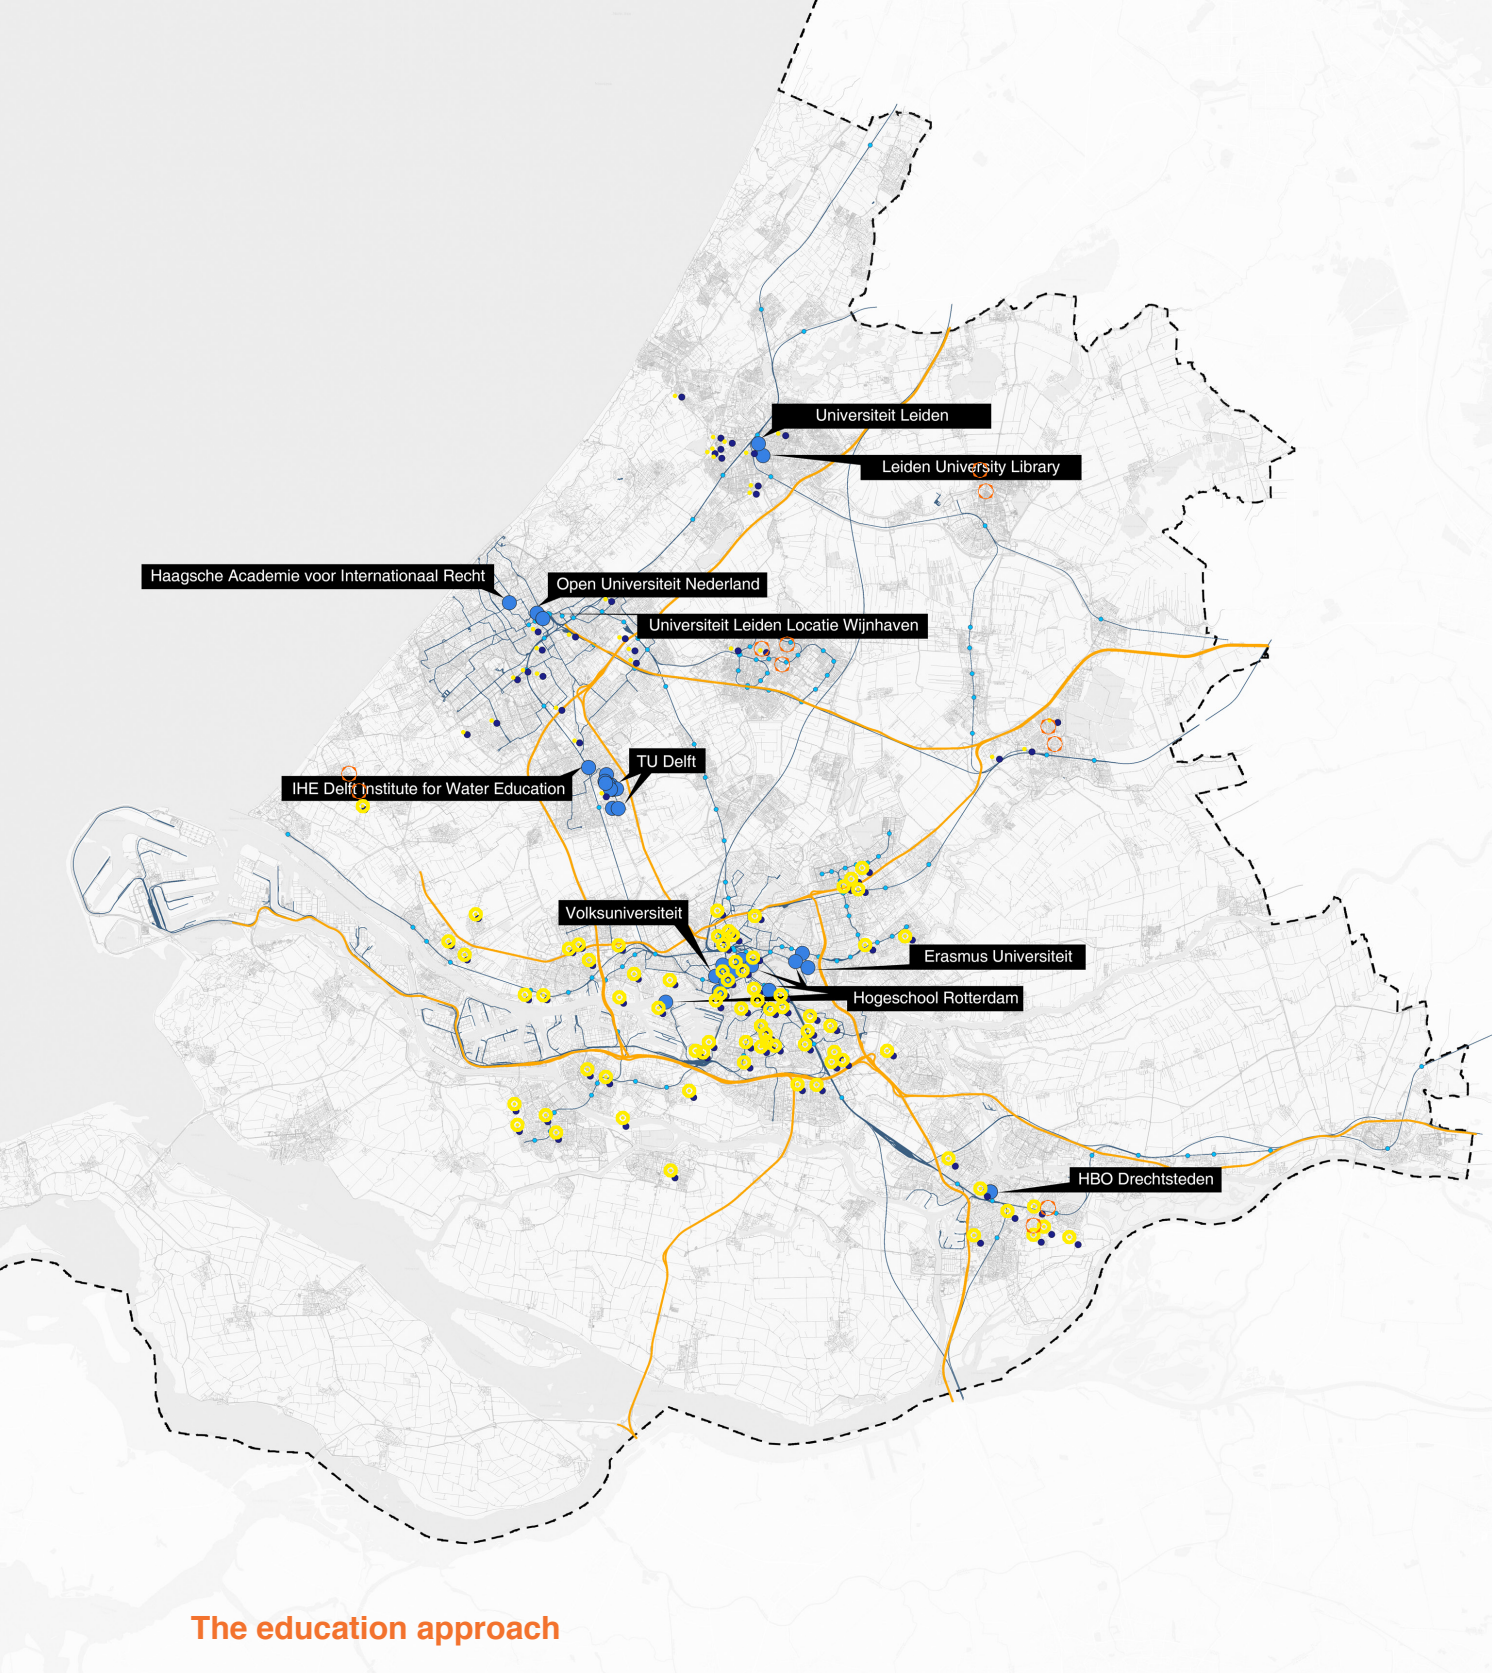 Universiteit Leiden
Leiden University Library
Haagsche Academie voor Internationaal Recht
Open Universiteit Nederland
Universiteit Leiden Locatie Wijnhaven
TU Delft
IHE Delft Institute for Water Education
Volksuniversiteit
Erasmus Universiteit
Hogeschool Rotterdam
HBO Drechtsteden
The education approach